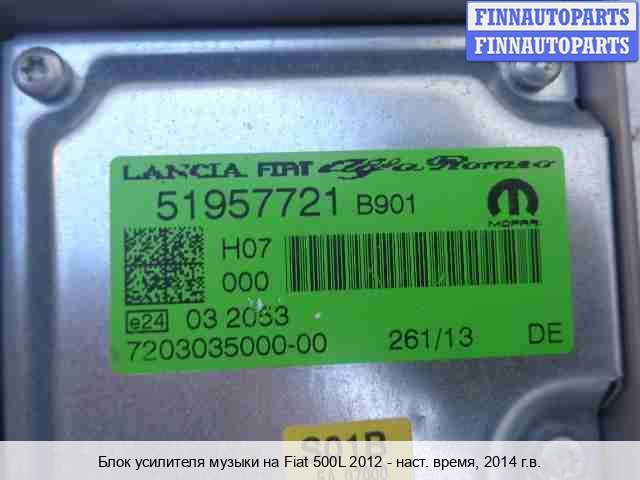 FINNAUTOPARTS
FINNAUTOPARTS
LANCIA FIAT Alfa Romeo
51957721 B901
MOPAR
H07
000
e24 03 2053
7203035000-00 261/13 DE
S01B
Блок усилителя музыки на Fiat 500L 2012 - наст. время, 2014 г.в.